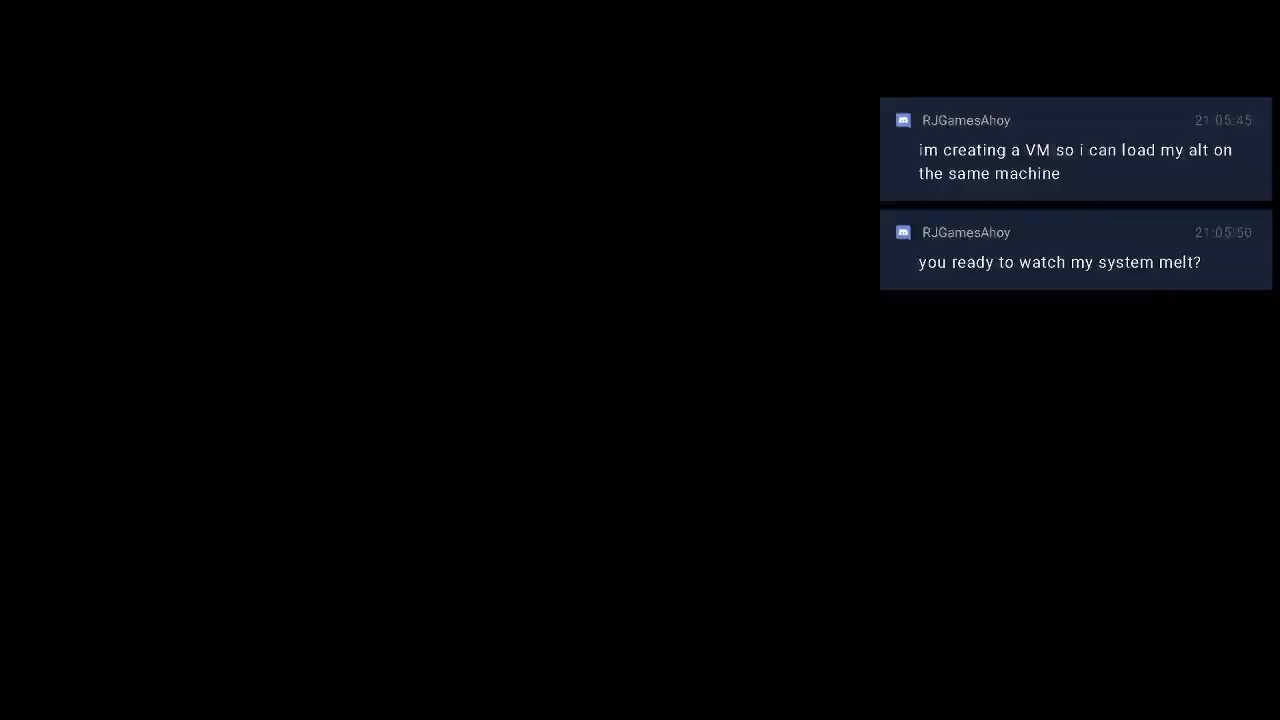 RJGamesAhoy 21:05:45
im creating a VM so i can load my alt on
the same machine
RJGamesAhoy 21:05:50
you ready to watch my system melt?